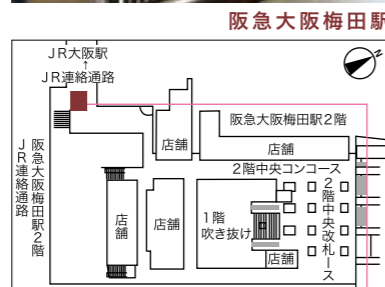 阪急大阪梅田駅
JR大阪駅
↑
JR連絡通路
N
阪急大阪梅田駅2階
JR連絡通路
阪急大阪梅田駅2階
店舗
店舗
2階中央コンコース
店舗
店舗
1階
吹き抜け
店舗
2階中央改札
ース